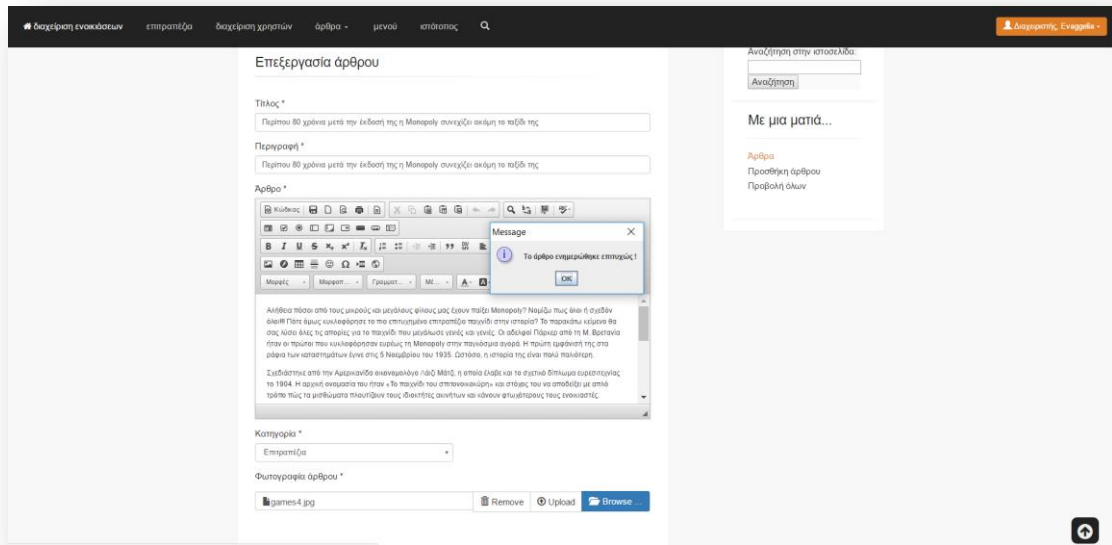 διαχείριση ενοικιάσεων επιτραπέζια διαχείριση χρηστών άρθρα μενού ιστότοπος
Διαχειριστής, Evaggelia
Επεξεργασία άρθρου
Τίτλος *
Περίπου 80 χρόνια μετά την έκδοσή της η Monopoly συνεχίζει ακόμη το ταξίδι της
Περιγραφή *
Περίπου 80 χρόνια μετά την έκδοσή της η Monopoly συνεχίζει ακόμη το ταξίδι της
Άρθρο *
Κώδικας
Μορφές Μορφοπ... Γραμματ... Μέ...
Αλήθεια πόσοι από τους μικρούς και μεγάλους φίλους μας έχουν παίξει Monopoly? Νομίζω πως όλοι ή σχεδόν
όλοι!!! Πότε όμως κυκλοφόρησε το πιο επιτυχημένο επιτραπέζιο παιχνίδι στην ιστορία? Το παρακάτω κείμενο θα
σας λύσει όλες τις απορίες για το παιχνίδι που μεγάλωσε γενιές και γενιές. Οι αδελφοί Πάρκερ από τη Μ. Βρετανία
ήταν οι πρώτοι που κυκλοφόρησαν ευρέως τη Monopoly στην παγκόσμια αγορά. Η πρώτη εμφάνισή της στα
ράφια των καταστημάτων έγινε στις 5 Νοεμβρίου του 1935. Ωστόσο, η ιστορία της είναι πολύ παλιότερη.
Σχεδιάστηκε από την Αμερικανίδα οικονομολόγο Λάιζι Μάτζι, η οποία έλαβε και το σχετικό δίπλωμα ευρεσιτεχνίας
το 1904. Η αρχική ονομασία του ήταν «Το παιχνίδι του σπιτονοικοκύρη» και στόχος του να αποδείξει με απλό
τρόπο πώς τα μισθώματα πλουτίζουν τους ιδιοκτήτες ακινήτων και κάνουν φτωχότερους τους ενοικιαστές.
Message
Το άρθρο ενημερώθηκε επιτυχώς !
OK
Κατηγορία *
Επιτραπέζια
Φωτογραφία άρθρου *
games4.jpg Remove Upload Browse ...
Αναζήτηση στην ιστοσελίδα:
Αναζήτηση
Με μια ματιά...
Άρθρα
Προσθήκη άρθρου
Προβολή όλων